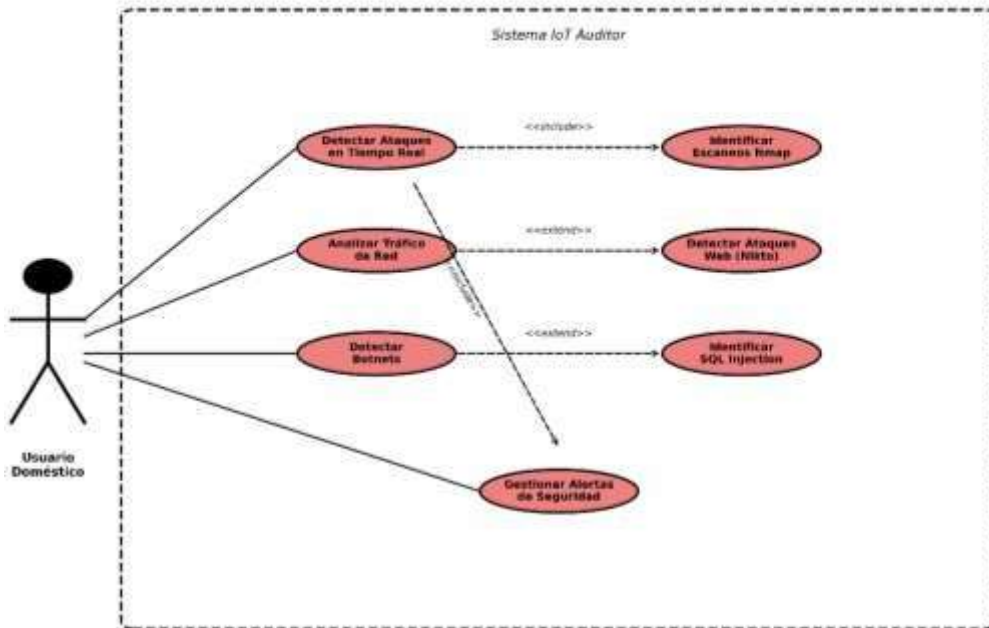 Sistema IoT Auditor
Detectar Ataques
en Tiempo Real
<<include>>
Identificar
Escaneos Nmap
Analizar Tráfico
de Red
<<extend>>
Detectar Ataques
Web (Nikto)
<<include>>
Detectar
Botnets
<<extend>>
Identificar
SQL Injection
Usuario
Doméstico
Gestionar Alertas
de Seguridad